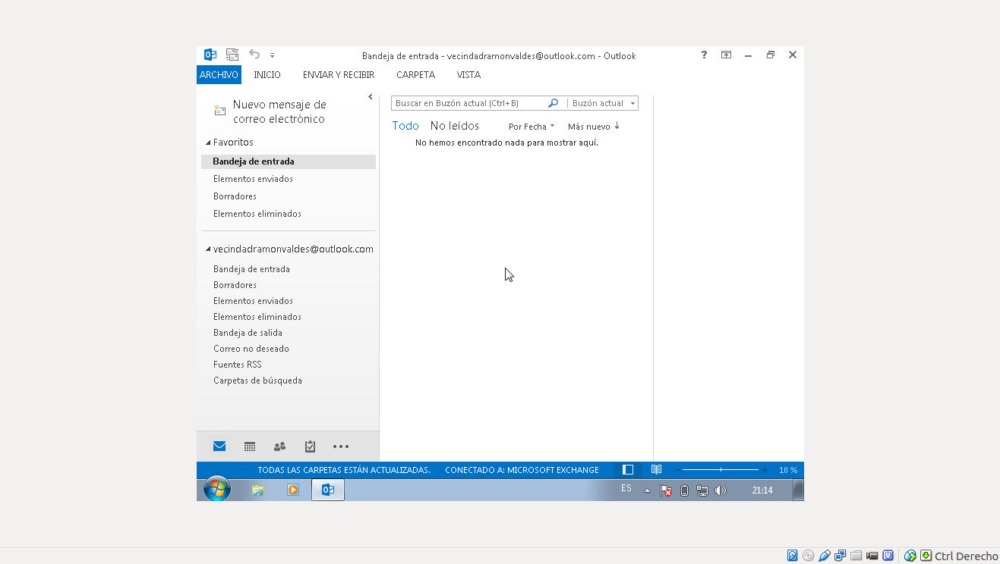 Bandeja de entrada - vecindadramonvaldes@outlook.com - Outlook
ARCHIVO INICIO ENVIAR Y RECIBIR CARPETA VISTA
Nuevo mensaje de
correo electrónico
Favoritos
Bandeja de entrada
Elementos enviados
Borradores
Elementos eliminados
vecindadramonvaldes@outlook.com
Bandeja de entrada
Borradores
Elementos enviados
Elementos eliminados
Bandeja de salida
Correo no deseado
Fuentes RSS
Carpetas de búsqueda
Buscar en Buzón actual (Ctrl+B) Buzón actual
Todo No leídos Por Fecha Más nuevo
No hemos encontrado nada para mostrar aquí.
TODAS LAS CARPETAS ESTÁN ACTUALIZADAS. CONECTADO A: MICROSOFT EXCHANGE 10 %
ES 21:14
Ctrl Derecho